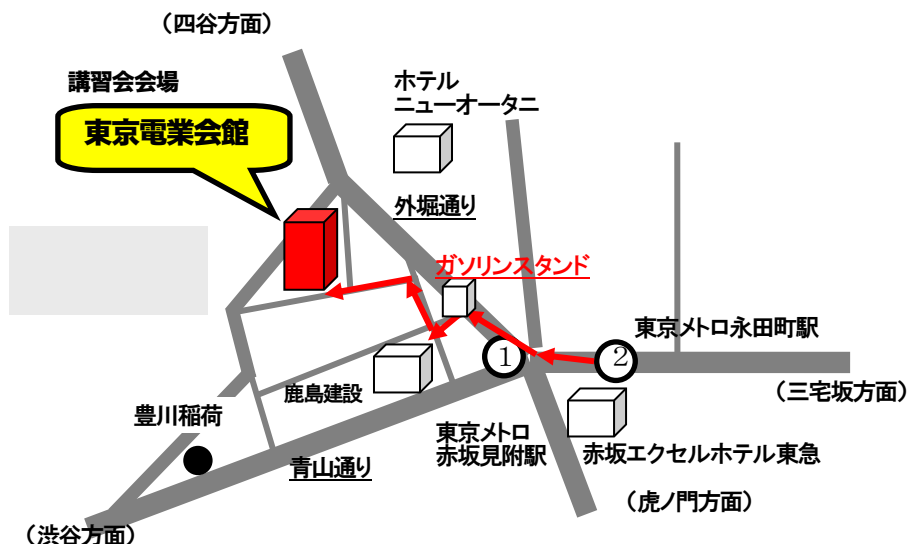 （四谷方面）
講習会会場
東京電業会館
ホテル
ニューオータニ
外堀通り
ガソリンスタンド
東京メトロ永田町駅
1
2
（三宅坂方面）
鹿島建設
豊川稲荷
東京メトロ
赤坂見附駅
赤坂エクセルホテル東急
青山通り
（虎ノ門方面）
（渋谷方面）